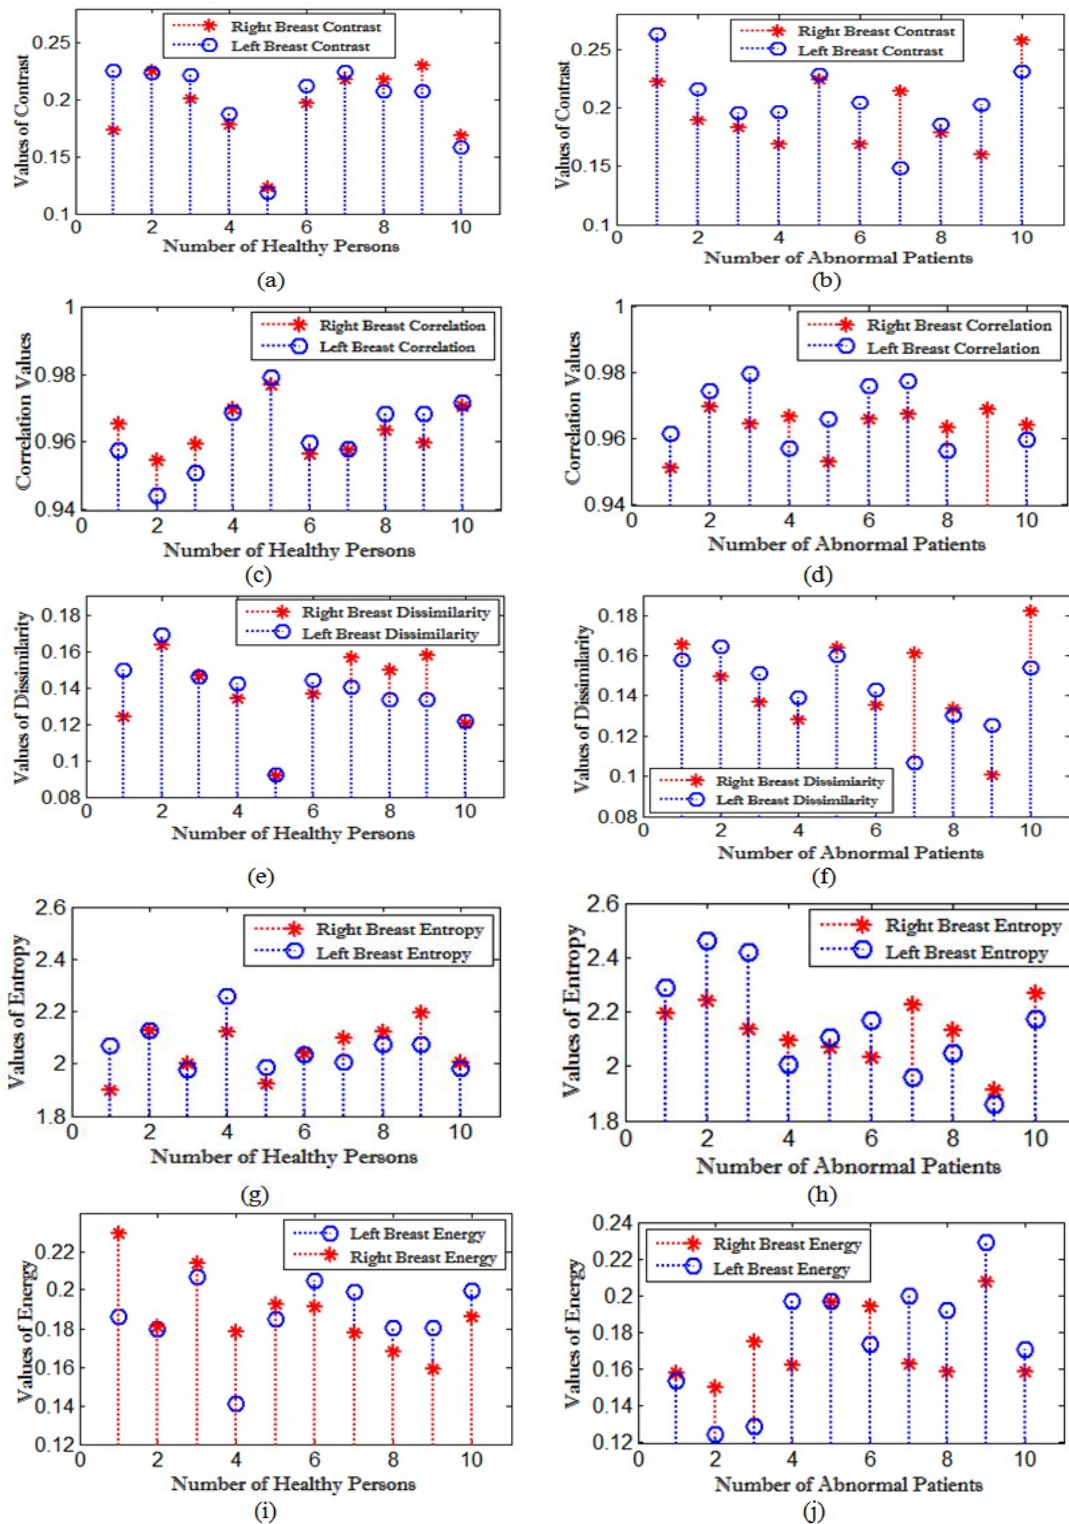 Right Breast Contrast
Left Breast Contrast
Values of Contrast
0.25
0.2
0.15
0.1
0 2 4 6 8 10
Number of Healthy Persons
(a)
Right Breast Contrast
Left Breast Contrast
Values of Contrast
0.25
0.2
0.15
0.1
0 2 4 6 8 10
Number of Abnormal Patients
(b)
Right Breast Correlation
Left Breast Correlation
Correlation Values
1
0.98
0.96
0.94
0 2 4 6 8 10
Number of Healthy Persons
(c)
Right Breast Correlation
Left Breast Correlation
Correlation Values
1
0.98
0.96
0.94
0 2 4 6 8 10
Number of Abnormal Patients
(d)
Right Breast Dissimilarity
Left Breast Dissimilarity
Values of Dissimilarity
0.18
0.16
0.14
0.12
0.1
0.08
0 2 4 6 8 10
Number of Healthy Persons
(e)
Values of Dissimilarity
0.18
0.16
0.14
0.12
0.1
0.08
Right Breast Dissimiarity
Left Breast Dissimilarity
0 2 4 6 8 10
Number of Abnormal Patients
(f)
Right Breast Entropy
Left Breast Entropy
Values of Entropy
2.6
2.4
2.2
2
1.8
0 2 4 6 8 10
Number of Healthy Persons
(g)
Right Breast Entropy
Left Breast Entropy
Values of Entropy
2.6
2.4
2.2
2
1.8
0 2 4 6 8 10
Number of Abnormal Patients
(h)
Left Breast Energy
Right Breast Energy
Values of Energy
0.22
0.2
0.18
0.16
0.14
0.12
0 2 4 6 8 10
Number of Healthy Persons
(i)
Right Breast Energy
Left Breast Energy
Values of Energy
0.24
0.22
0.2
0.18
0.16
0.14
0.12
0 2 4 6 8 10
Number of Abnormal Patients
(j)